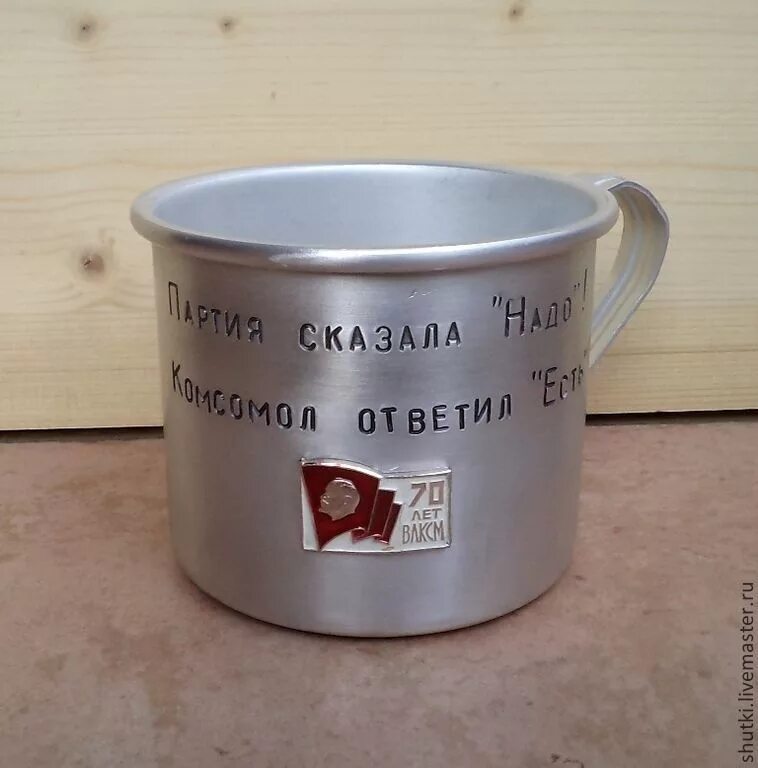 Партия сказала "Надо"!
Комсомол ответил "Есть"
70
ЛЕТ
ВЛКСМ
shutki.livemaster.ru